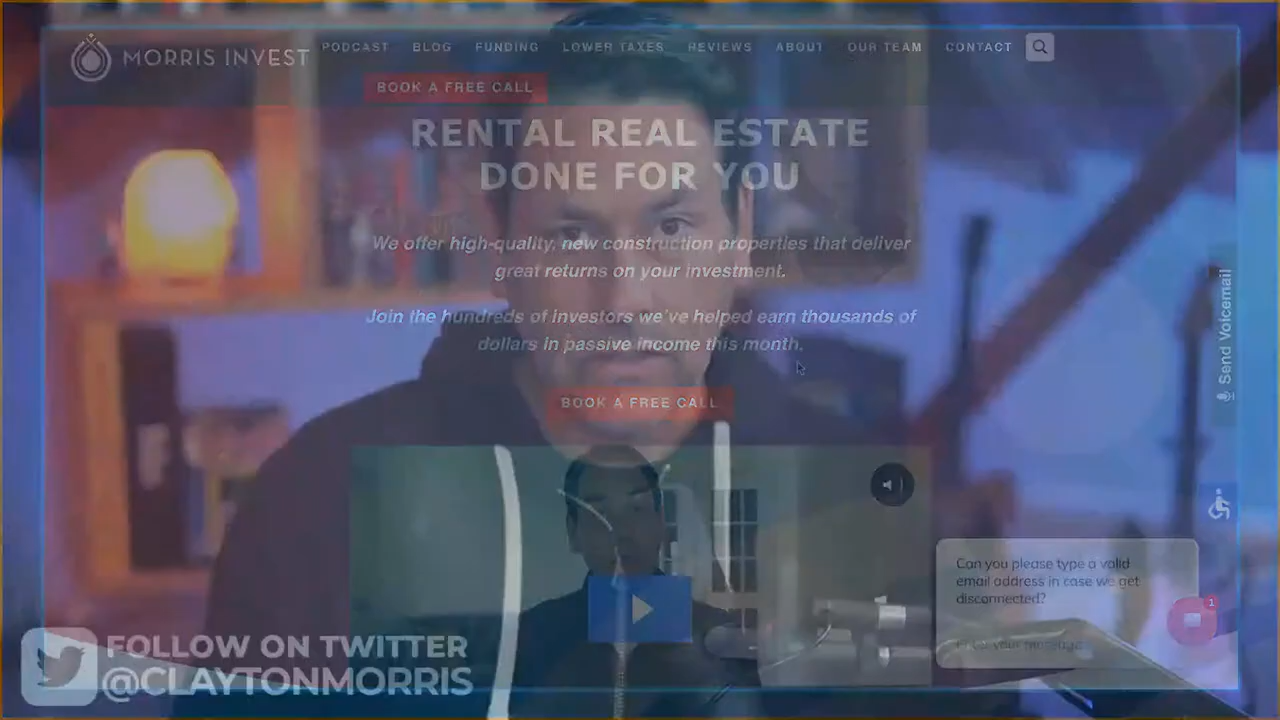 MORRIS INVEST
PODCAST BLOG FUNDING LOWER TAXES REVIEWS ABOUT OUR TEAM CONTACT
BOOK A FREE CALL
RENTAL REAL ESTATE
DONE FOR YOU
We offer high-quality, new construction properties that deliver
great returns on your investment.
Join the hundreds of investors we've helped earn thousands of
dollars in passive income this month.
BOOK A FREE CALL
Send Voicemail
Can you please type a valid
email address in case we get
disconnected?
1
your message
FOLLOW ON TWITTER
@CLAYTONMORRIS